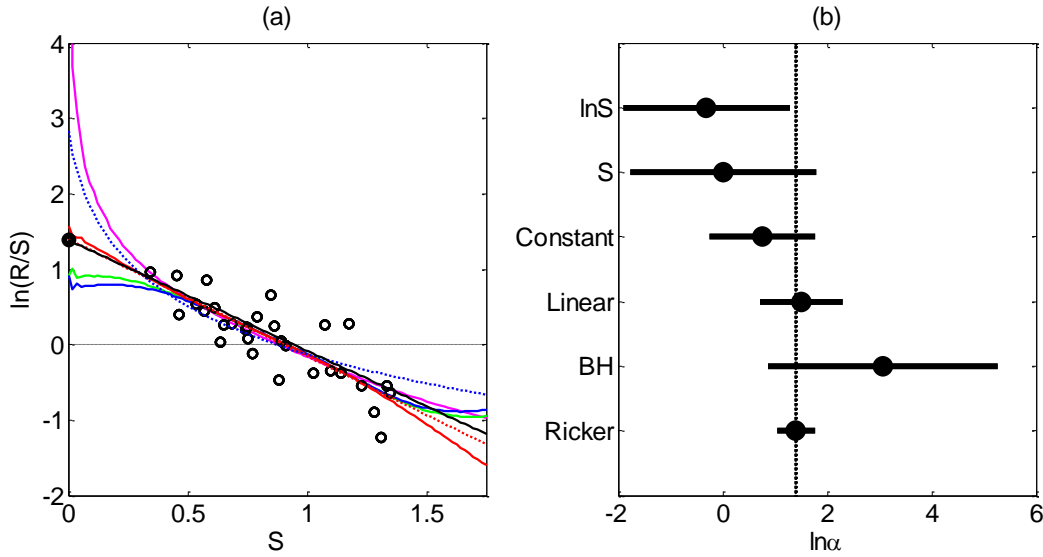 (a)
(b)
ln(R/S)
4
3
2
1
0
-1
-2
0
0.5
1
1.5
S
lnS
S
Constant
Linear
BH
Ricker
-2
0
2
4
6
lnα